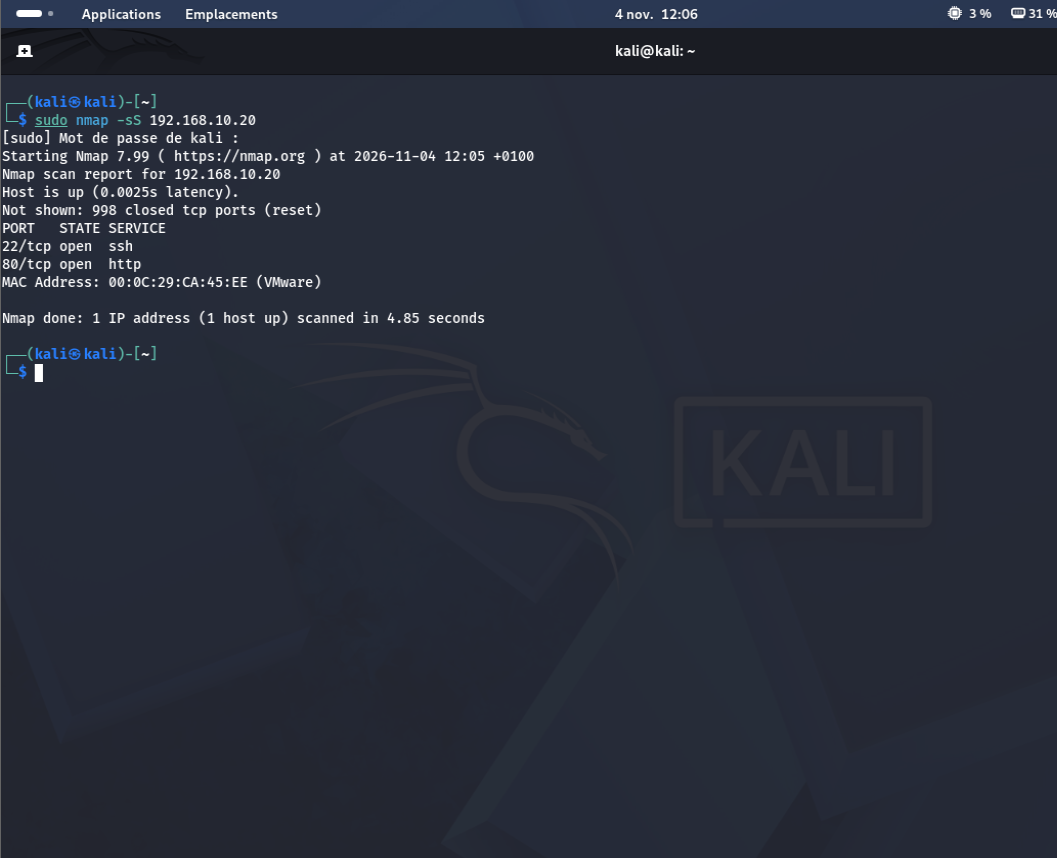 Applications Emplacements 4 nov. 12:06 3 % 31 %
kali@kali: ~
┌──(kali㉿kali)-[~]
└─$ sudo nmap -sS 192.168.10.20
[sudo] Mot de passe de kali :
Starting Nmap 7.99 ( https://nmap.org ) at 2026-11-04 12:05 +0100
Nmap scan report for 192.168.10.20
Host is up (0.0025s latency).
Not shown: 998 closed tcp ports (reset)
PORT   STATE SERVICE
22/tcp open  ssh
80/tcp open  http
MAC Address: 00:0C:29:CA:45:EE (VMware)
Nmap done: 1 IP address (1 host up) scanned in 4.85 seconds
┌──(kali㉿kali)-[~]
└─$
KALI